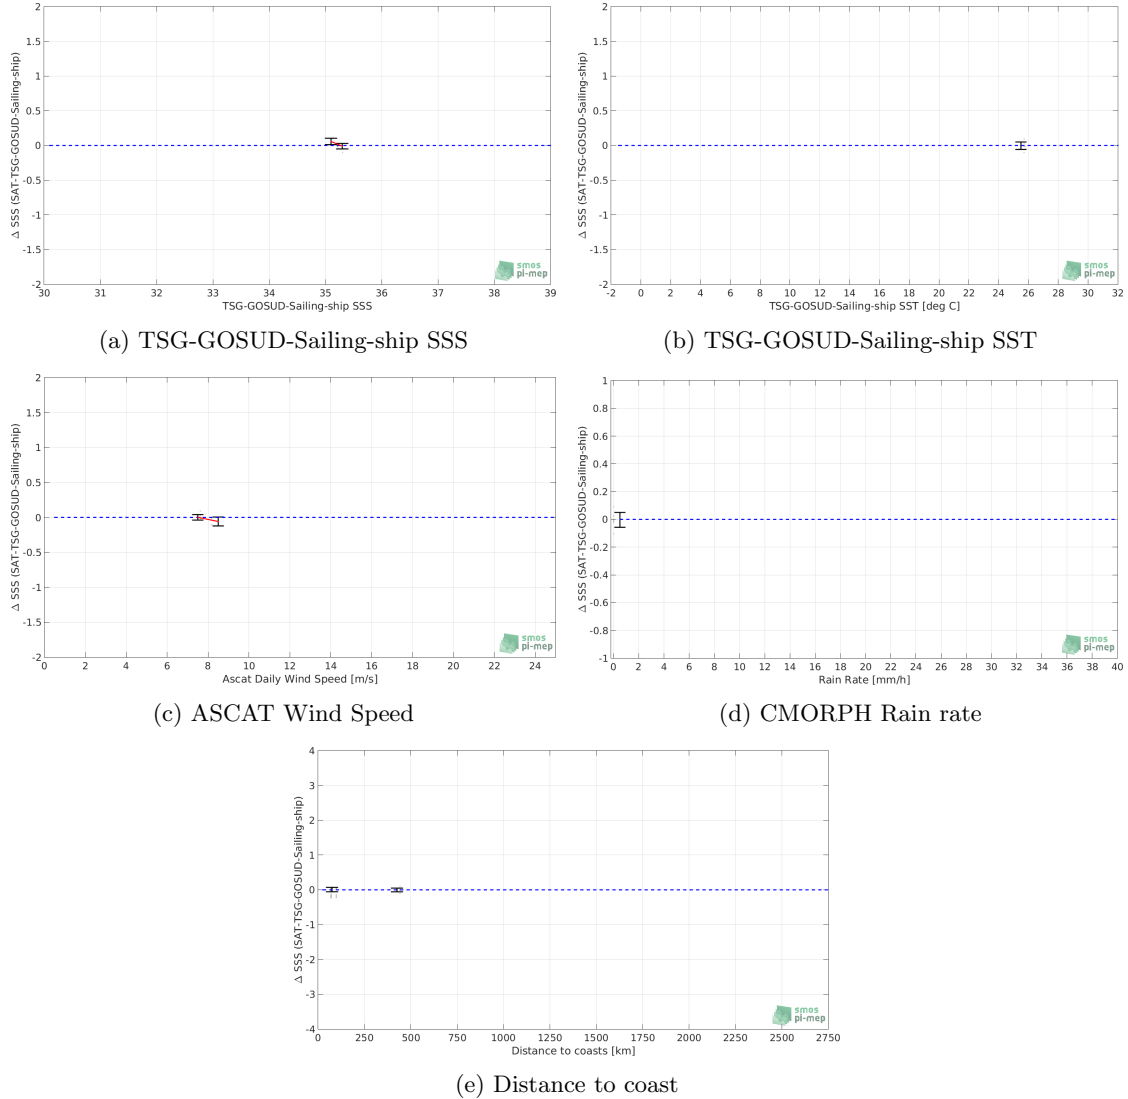 2
1.5
1
0.5
0
-0.5
-1
-1.5
-2
Δ SSS (SAT-TSG-GOSUD-Sailing-ship)
30 31 32 33 34 35 36 37 38 39
TSG-GOSUD-Sailing-ship SSS
smos
pi-mep
(a) TSG-GOSUD-Sailing-ship SSS
2
1.5
1
0.5
0
-0.5
-1
-1.5
-2
Δ SSS (SAT-TSG-GOSUD-Sailing-ship)
-2 0 2 4 6 8 10 12 14 16 18 20 22 24 26 28 30 32
TSG-GOSUD-Sailing-ship SST [deg C]
smos
pi-mep
(b) TSG-GOSUD-Sailing-ship SST
2
1.5
1
0.5
0
-0.5
-1
-1.5
-2
Δ SSS (SAT-TSG-GOSUD-Sailing-ship)
0 2 4 6 8 10 12 14 16 18 20 22 24
Ascat Daily Wind Speed [m/s]
smos
pi-mep
(c) ASCAT Wind Speed
1
0.8
0.6
0.4
0.2
0
-0.2
-0.4
-0.6
-0.8
-1
Δ SSS (SAT-TSG-GOSUD-Sailing-ship)
0 2 4 6 8 10 12 14 16 18 20 22 24 26 28 30 32 34 36 38 40
Rain Rate [mm/h]
smos
pi-mep
(d) CMORPH Rain rate
4
3
2
1
0
-1
-2
-3
-4
Δ SSS (SAT-TSG-GOSUD-Sailing-ship)
0 250 500 750 1000 1250 1500 1750 2000 2250 2500 2750
Distance to coasts [km]
smos
pi-mep
(e) Distance to coast